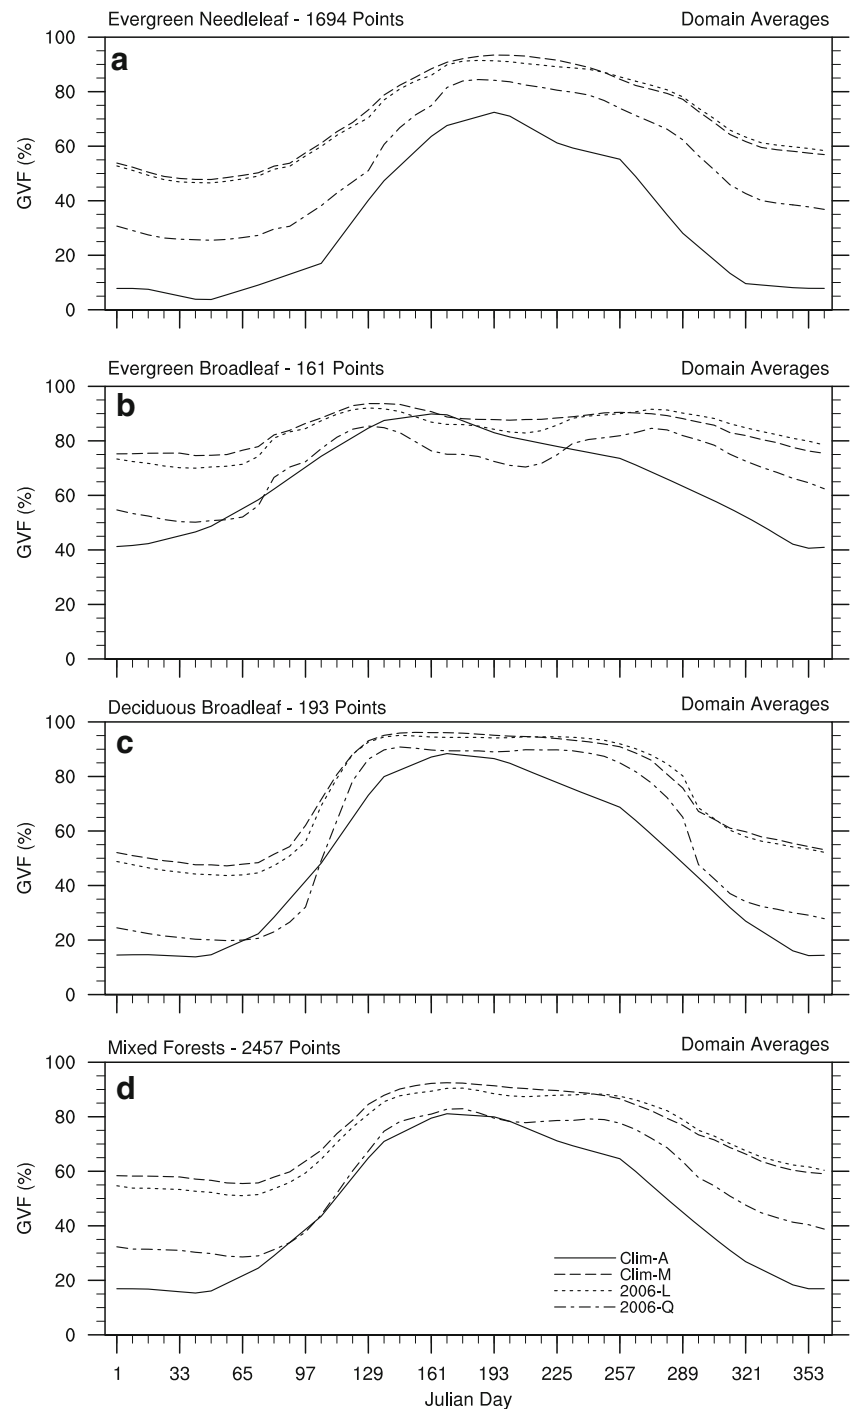 Evergreen Needleleaf - 1694 Points Domain Averages
a
100
80
60
40
20
0
GVF (%)
Evergreen Broadleaf - 161 Points Domain Averages
b
100
80
60
40
20
0
GVF (%)
Deciduous Broadleaf - 193 Points Domain Averages
c
100
80
60
40
20
0
GVF (%)
Mixed Forests - 2457 Points Domain Averages
d
100
80
60
40
20
0
GVF (%)
Clim-A
Clim-M
2006-L
2006-Q
1 33 65 97 129 161 193 225 257 289 321 353
Julian Day